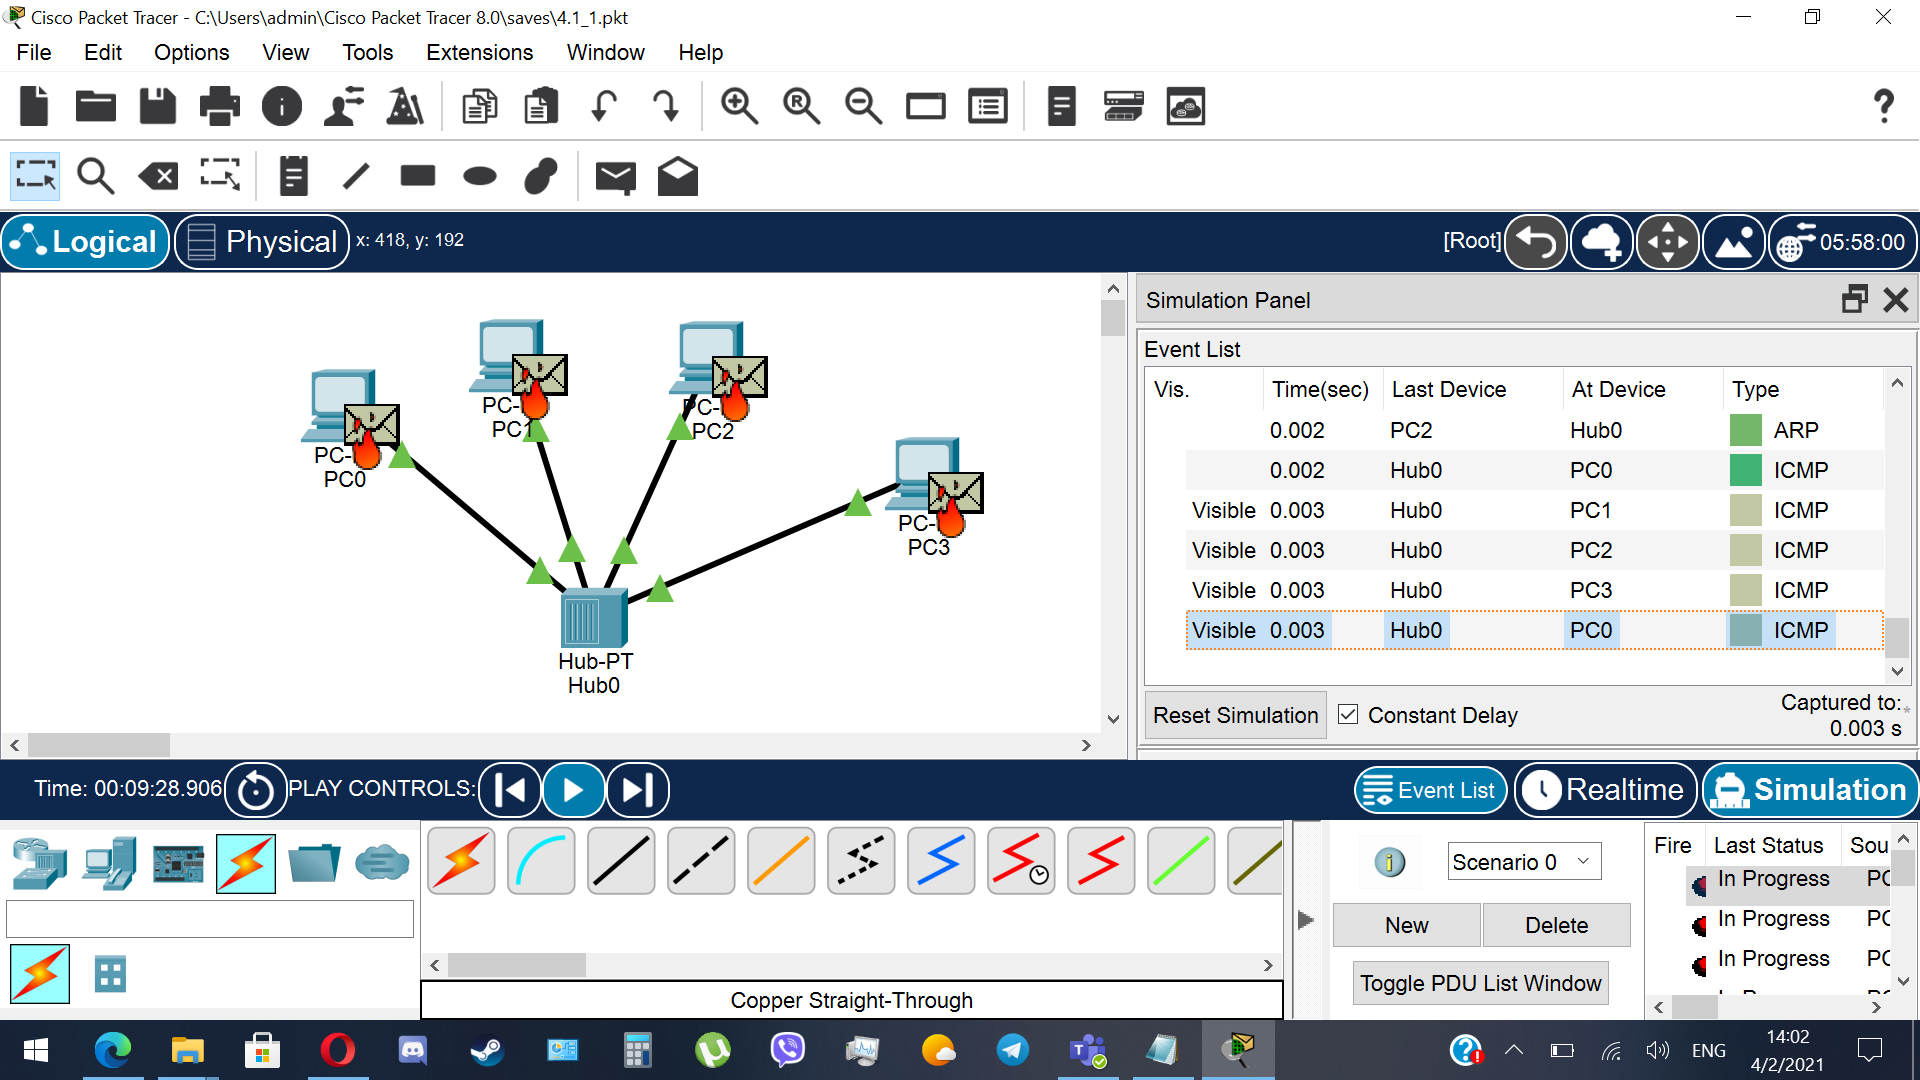 Cisco Packet Tracer - C:\Users\admin\Cisco Packet Tracer 8.0\saves\4.1_1.pkt
File Edit Options View Tools Extensions Window Help
Logical Physical x: 418, y: 192 [Root] 05:58:00
Simulation Panel
Event List
Vis. Time(sec) Last Device At Device Type
0.002 PC2 Hub0 ARP
0.002 Hub0 PC0 ICMP
Visible 0.003 Hub0 PC1 ICMP
Visible 0.003 Hub0 PC2 ICMP
Visible 0.003 Hub0 PC3 ICMP
Visible 0.003 Hub0 PC0 ICMP
Reset Simulation Constant Delay Captured to:
0.003 s
PC-
PC0
PC-
PC1
PC-
PC2
PC-
PC3
Hub-PT
Hub0
Time: 00:09:28.906 PLAY CONTROLS: Event List Realtime Simulation
Scenario 0
New Delete
Toggle PDU List Window
Fire Last Status Sou
In Progress PC
In Progress PC
In Progress PC
Copper Straight-Through
ENG
14:02
4/2/2021